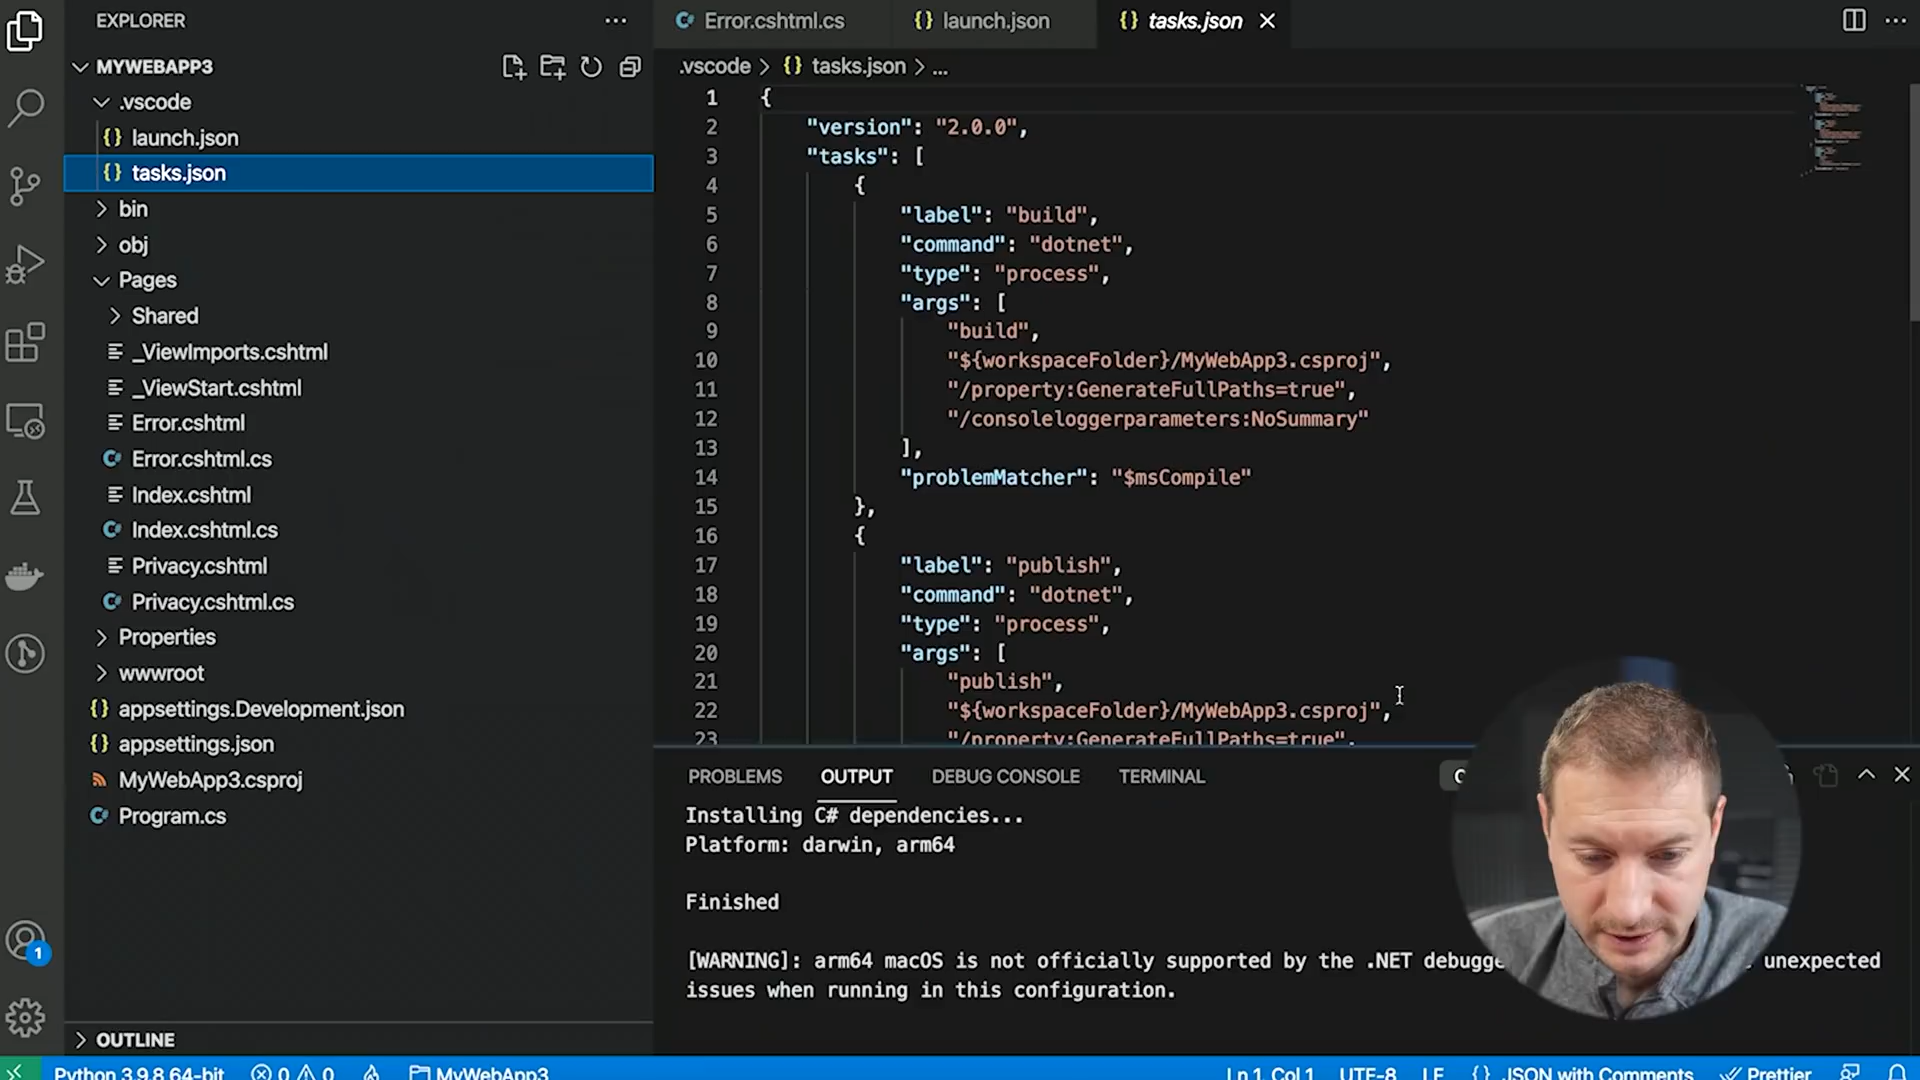 EXPLORER
MYWEBAPP3
.vscode
launch.json
tasks.json
bin
obj
Pages
Shared
_ViewImports.cshtml
_ViewStart.cshtml
Error.cshtml
Error.cshtml.cs
Index.cshtml
Index.cshtml.cs
Privacy.cshtml
Privacy.cshtml.cs
Properties
wwwroot
appsettings.Development.json
appsettings.json
MyWebApp3.csproj
Program.cs
1
OUTLINE
Error.cshtml.cs
launch.json
tasks.json
.vscode > {} tasks.json > ...
1 {
2 "version": "2.0.0",
3 "tasks": [
4 {
5 "label": "build",
6 "command": "dotnet",
7 "type": "process",
8 "args": [
9 "build",
10 "${workspaceFolder}/MyWebApp3.csproj",
11 "/property:GenerateFullPaths=true",
12 "/consoleloggerparameters:NoSummary"
13 ],
14 "problemMatcher": "$msCompile"
15 },
16 {
17 "label": "publish",
18 "command": "dotnet",
19 "type": "process",
20 "args": [
21 "publish",
22 "${workspaceFolder}/MyWebApp3.csproj",
23 "/property:GenerateFullPaths=true",
PROBLEMS OUTPUT DEBUG CONSOLE TERMINAL
Installing C# dependencies...
Platform: darwin, arm64
Finished
[WARNING]: arm64 macOS is not officially supported by the .NET unexpected
issues when running in this configuration.
Python 3.9.8 64-bit 0 0 MyWebApp3 Ln 1, Col 1 UTF-8 LF {} JSON with Comments Prettier